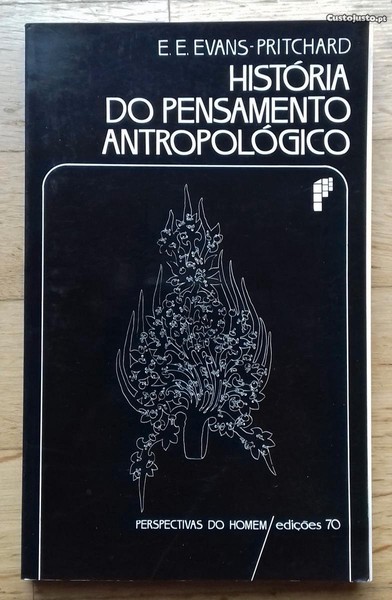 CustoJusto.pt
E. E. EVANS-PRITCHARD
HISTÓRIA
DO PENSAMENTO
ANTROPOLÓGICO
PERSPECTIVAS DO HOMEM / edições 70